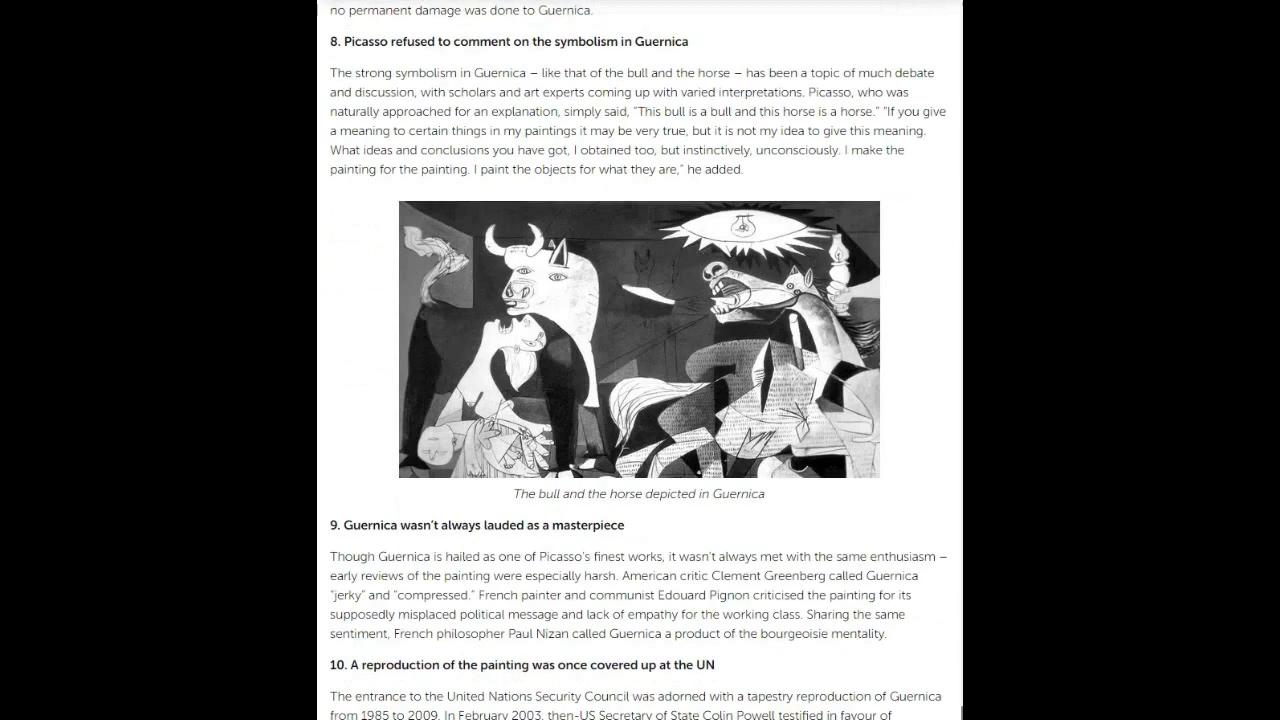 no permanent damage was done to Guernica.
8. Picasso refused to comment on the symbolism in Guernica
The strong symbolism in Guernica – like that of the bull and the horse – has been a topic of much debate
and discussion, with scholars and art experts coming up with varied interpretations. Picasso, who was
naturally approached for an explanation, simply said, “This bull is a bull and this horse is a horse.” “If you give
a meaning to certain things in my paintings it may be very true, but it is not my idea to give this meaning.
What ideas and conclusions you have got, I obtained too, but instinctively, unconsciously. I make the
painting for the painting. I paint the objects for what they are,” he added.
The bull and the horse depicted in Guernica
9. Guernica wasn’t always lauded as a masterpiece
Though Guernica is hailed as one of Picasso’s finest works, it wasn’t always met with the same enthusiasm –
early reviews of the painting were especially harsh. American critic Clement Greenberg called Guernica
“jerky” and “compressed.” French painter and communist Edouard Pignon criticised the painting for its
supposedly misplaced political message and lack of empathy for the working class. Sharing the same
sentiment, French philosopher Paul Nizan called Guernica a product of the bourgeoisie mentality.
10. A reproduction of the painting was once covered up at the UN
The entrance to the United Nations Security Council was adorned with a tapestry reproduction of Guernica
from 1985 to 2009. In February 2003, then-US Secretary of State Colin Powell testified in favour of